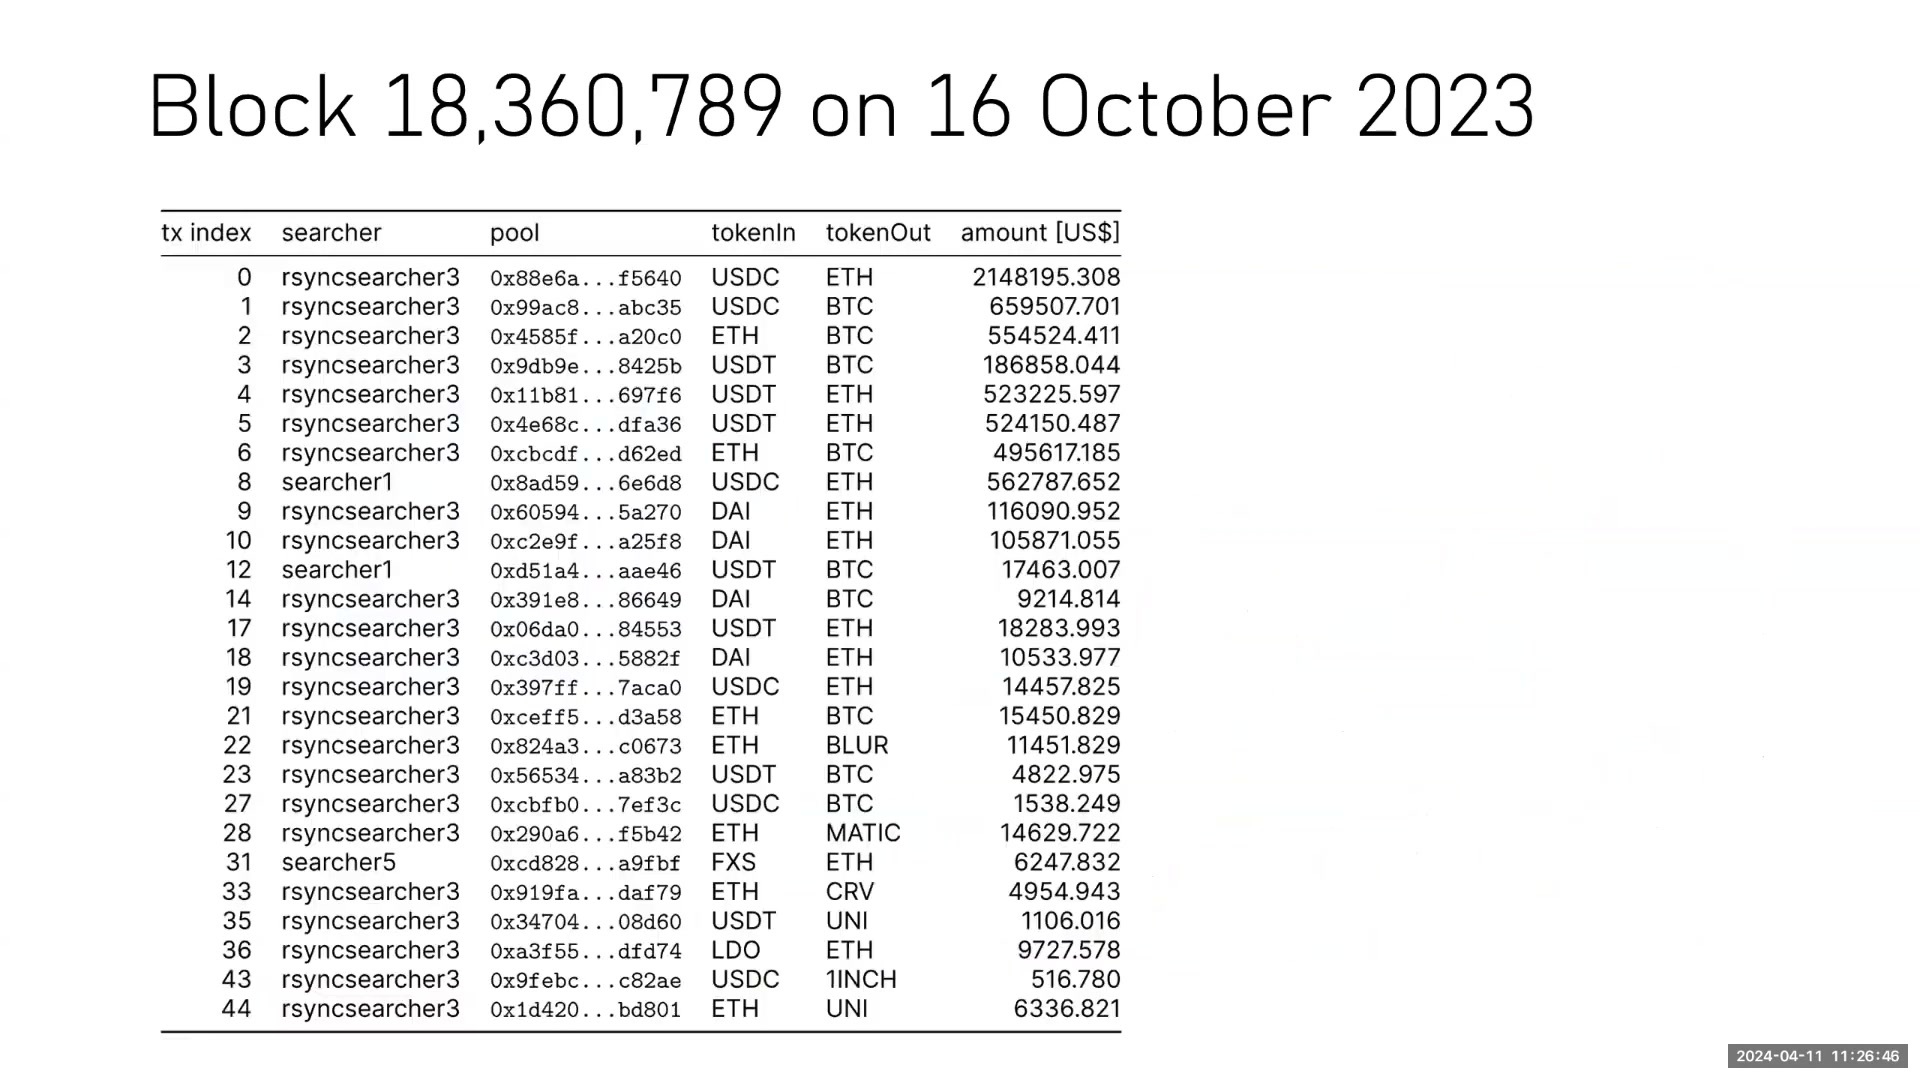 Block 18,360,789 on 16 October 2023
tx index searcher pool tokenIn tokenOut amount [US$]
0 rsyncsearcher3 0x88e6a...f5640 USDC ETH 2148195.308
1 rsyncsearcher3 0x99ac8...abc35 USDC BTC 659507.701
2 rsyncsearcher3 0x4585f...a20c0 ETH BTC 554524.411
3 rsyncsearcher3 0x9db9e...8425b USDT BTC 186858.044
4 rsyncsearcher3 0x11b81...697f6 USDT ETH 523225.597
5 rsyncsearcher3 0x4e68c...dfa36 USDT ETH 524150.487
6 rsyncsearcher3 0xcbcdf...d62ed ETH BTC 495617.185
8 searcher1 0x8ad59...6e6d8 USDC ETH 562787.652
9 rsyncsearcher3 0x60594...5a270 DAI ETH 116090.952
10 rsyncsearcher3 0xc2e9f...a25f8 DAI ETH 105871.055
12 searcher1 0xd51a4...aae46 USDT BTC 17463.007
14 rsyncsearcher3 0x391e8...86649 DAI BTC 9214.814
17 rsyncsearcher3 0x06da0...84553 USDT ETH 18283.993
18 rsyncsearcher3 0xc3d03...5882f DAI ETH 10533.977
19 rsyncsearcher3 0x397ff...7aca0 USDC ETH 14457.825
21 rsyncsearcher3 0xceff5...d3a58 ETH BTC 15450.829
22 rsyncsearcher3 0x824a3...c0673 ETH BLUR 11451.829
23 rsyncsearcher3 0x56534...a83b2 USDT BTC 4822.975
27 rsyncsearcher3 0xcbfb0...7ef3c USDC BTC 1538.249
28 rsyncsearcher3 0x290a6...f5b42 ETH MATIC 14629.722
31 searcher5 0xcd828...a9fbf FXS ETH 6247.832
33 rsyncsearcher3 0x919fa...daf79 ETH CRV 4954.943
35 rsyncsearcher3 0x34704...08d60 USDT UNI 1106.016
36 rsyncsearcher3 0xa3f55...dfd74 LDO ETH 9727.578
43 rsyncsearcher3 0x9febc...c82ae USDC 1INCH 516.780
44 rsyncsearcher3 0x1d420...bd801 ETH UNI 6336.821
2024-04-11 11:26:46